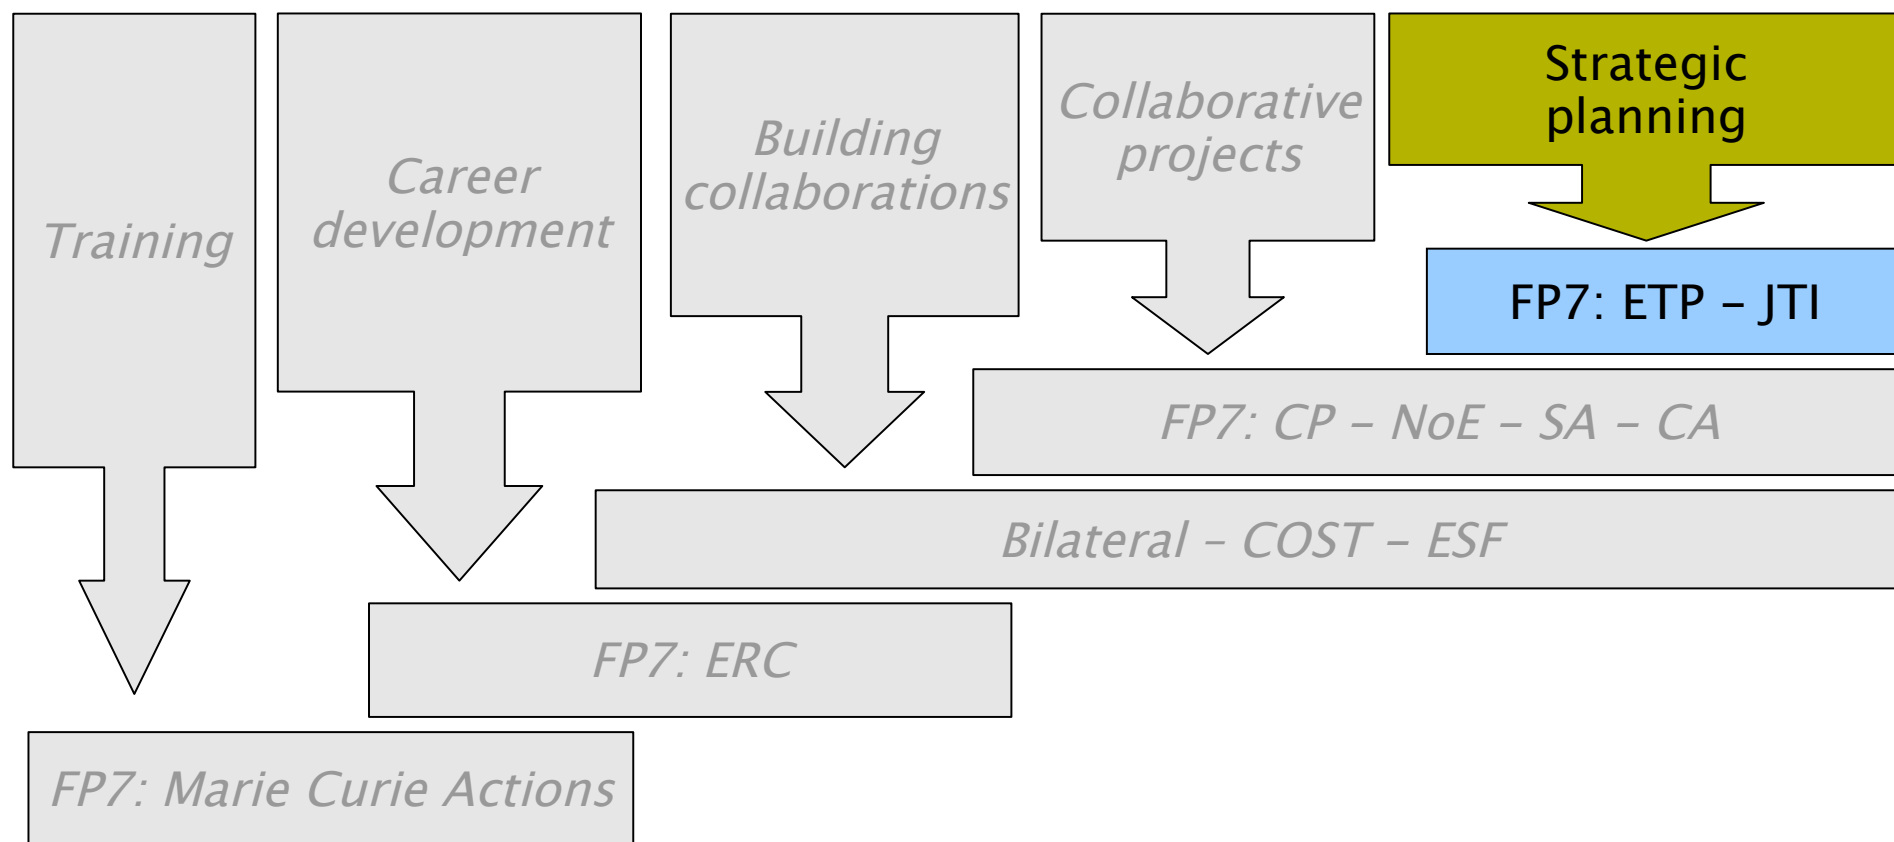 Training
Career
development
Building
collaborations
Collaborative
projects
Strategic
planning
FP7: ETP – JTI
FP7: CP – NoE – SA – CA
Bilateral – COST – ESF
FP7: ERC
FP7: Marie Curie Actions